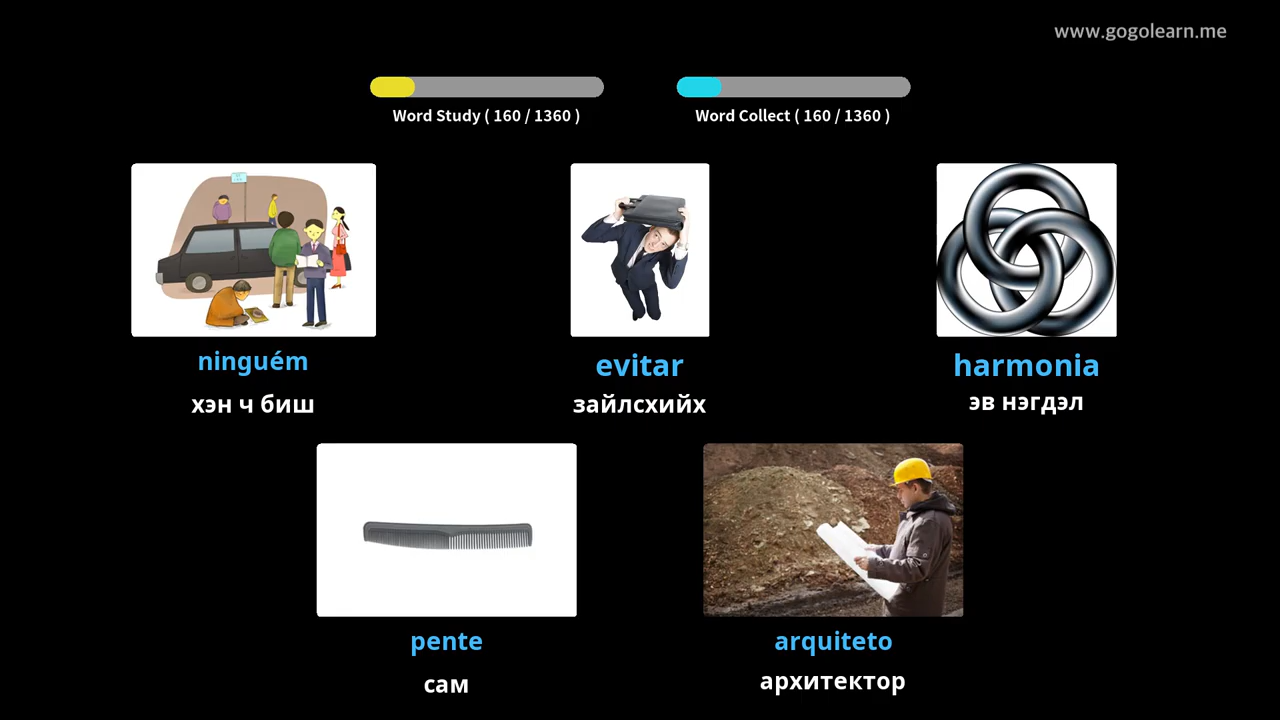 www.gogolearn.me
Word Study ( 160 / 1360 )
Word Collect ( 160 / 1360 )
ninguém
хэн ч биш
evitar
зайлсхийх
harmonia
эв нэгдэл
pente
сам
arquiteto
архитектор